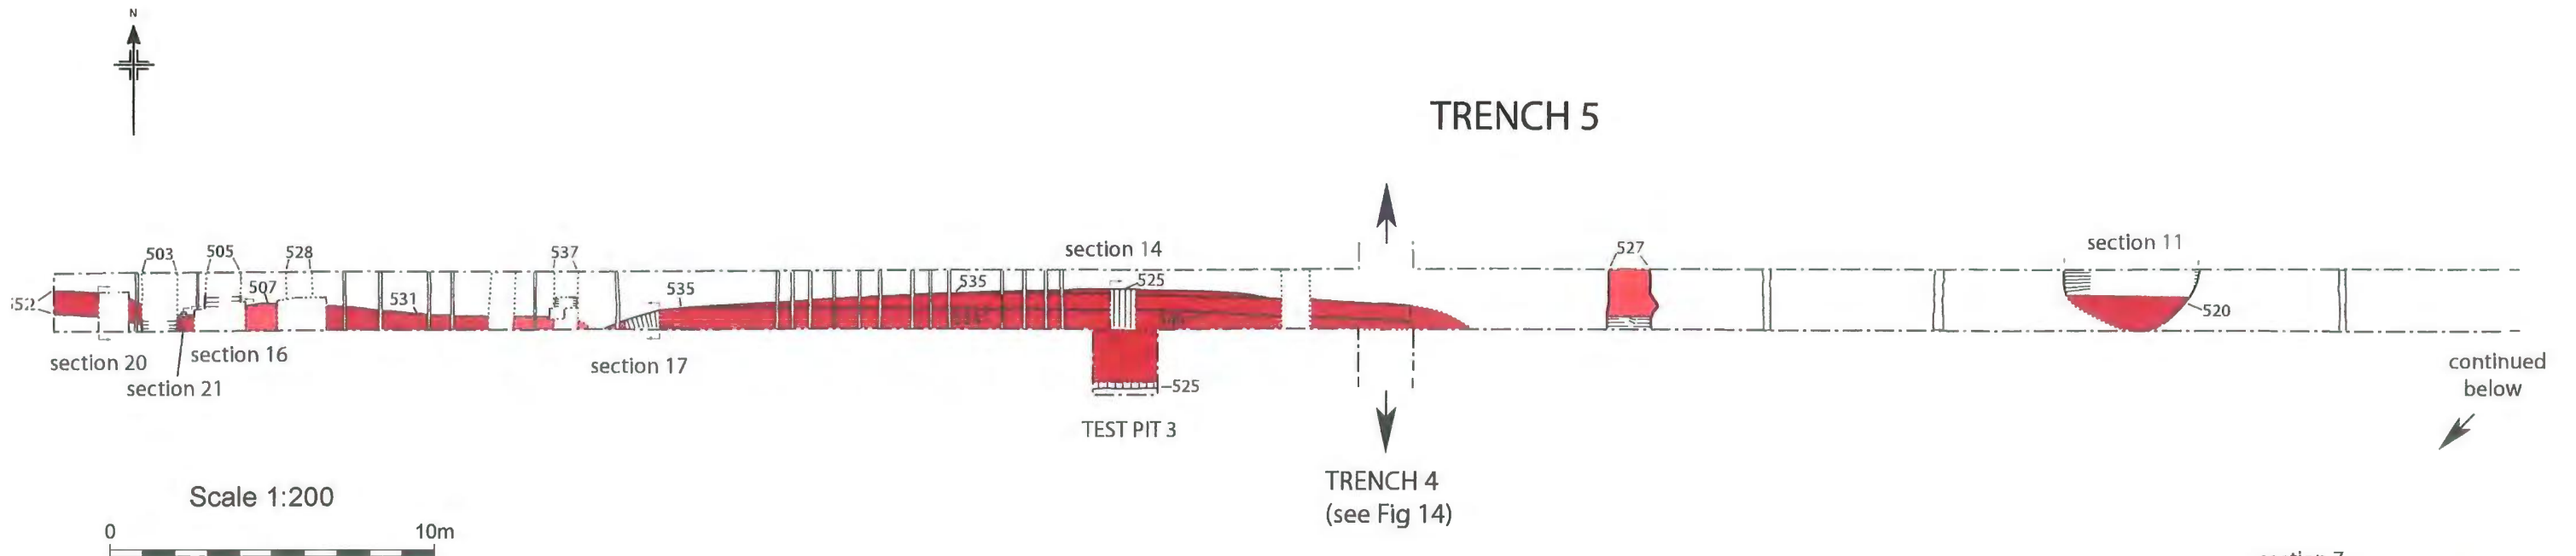 N
TRENCH 5
503
505
528
537
section 14
527
section 11
507
531
535
535
525
520
section 20
section 16
section 21
section 17
continued
below
525
TEST PIT 3
TRENCH 4
(see Fig 14)
Scale 1:200
0
10m